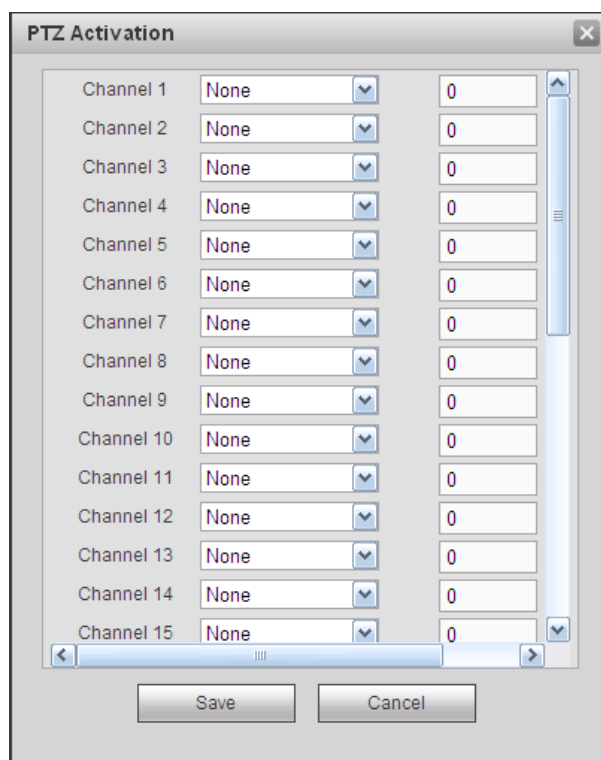 PTZ Activation
Channel 1 None 0
Channel 2 None 0
Channel 3 None 0
Channel 4 None 0
Channel 5 None 0
Channel 6 None 0
Channel 7 None 0
Channel 8 None 0
Channel 9 None 0
Channel 10 None 0
Channel 11 None 0
Channel 12 None 0
Channel 13 None 0
Channel 14 None 0
Channel 15 None 0
Save Cancel